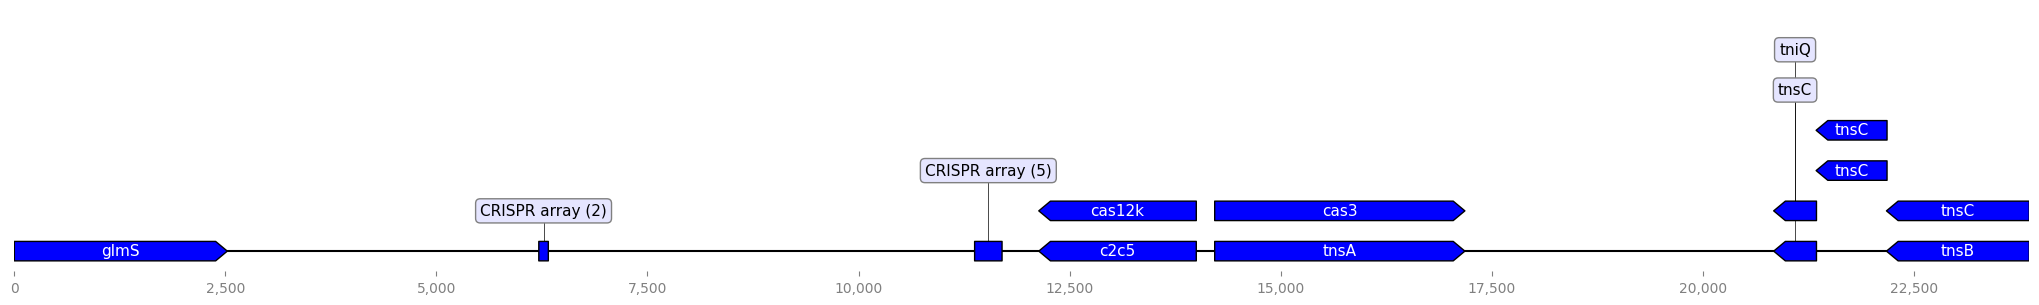 tniQ
tnsC
tnsC
CRISPR array (5)
tnsC
CRISPR array (2)
cas12k
cas3
tnsC
glmS
c2c5
tnsA
tnsB
0
2,500
5,000
7,500
10,000
12,500
15,000
17,500
20,000
22,500